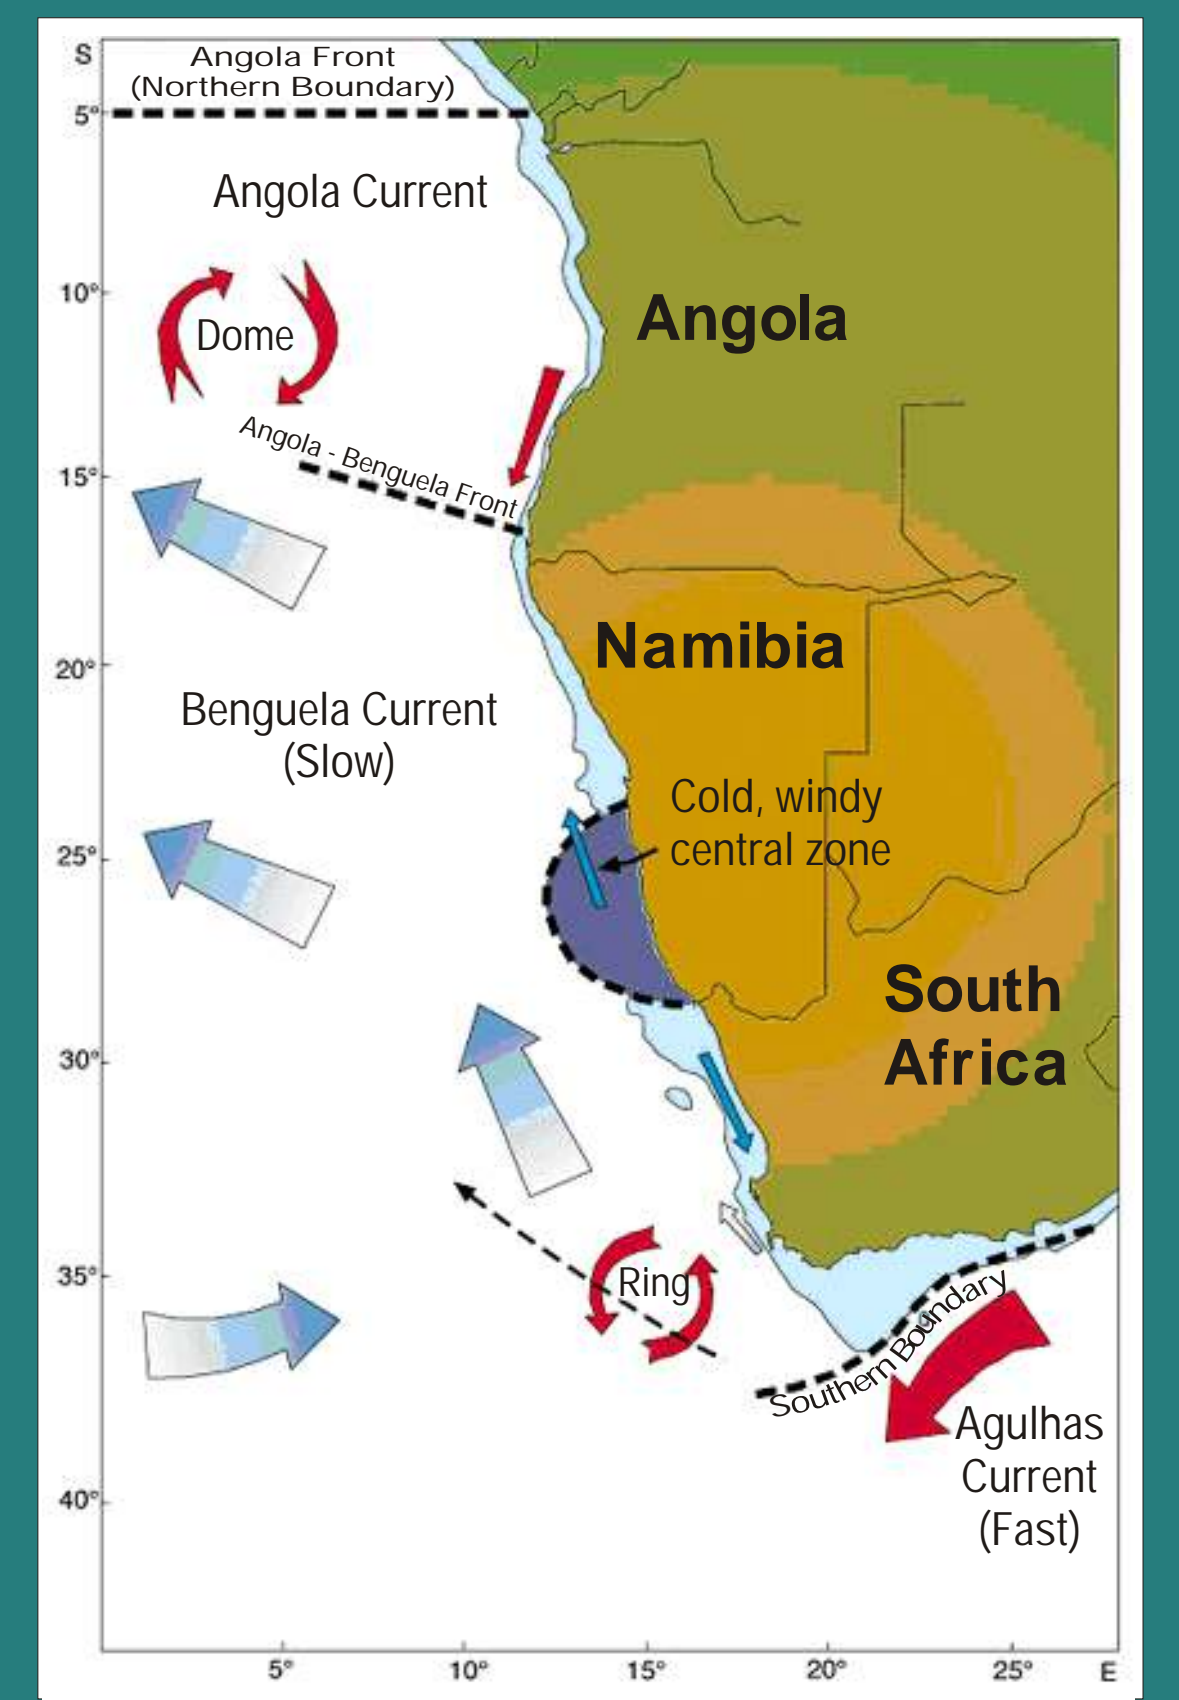 S
Angola Front
(Northern Boundary)
5°
Angola Current
10°
Angola
Dome
Angola - Benguela Front
15°
Namibia
20°
Benguela Current
(Slow)
Cold, windy
central zone
25°
South
Africa
30°
35°
Ring
Southern Boundary
Agulhas
Current
(Fast)
40°
5°
10°
15°
20°
25°
E